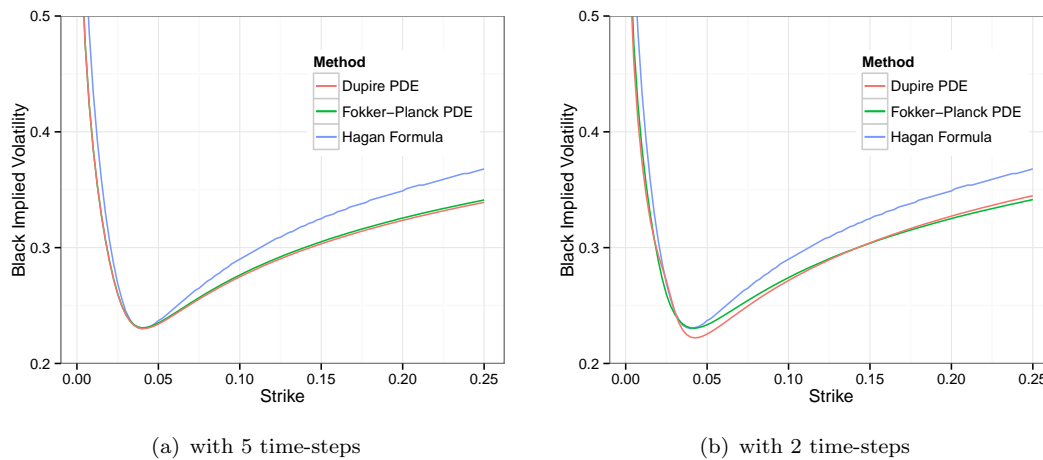 0.5
0.4
0.3
0.2
Black Implied Volatility
Method
Dupire PDE
Fokker−Planck PDE
Hagan Formula
0.00 0.05 0.10 0.15 0.20 0.25
Strike
(a) with 5 time-steps
0.5
0.4
0.3
0.2
Black Implied Volatility
Method
Dupire PDE
Fokker−Planck PDE
Hagan Formula
0.00 0.05 0.10 0.15 0.20 0.25
Strike
(b) with 2 time-steps